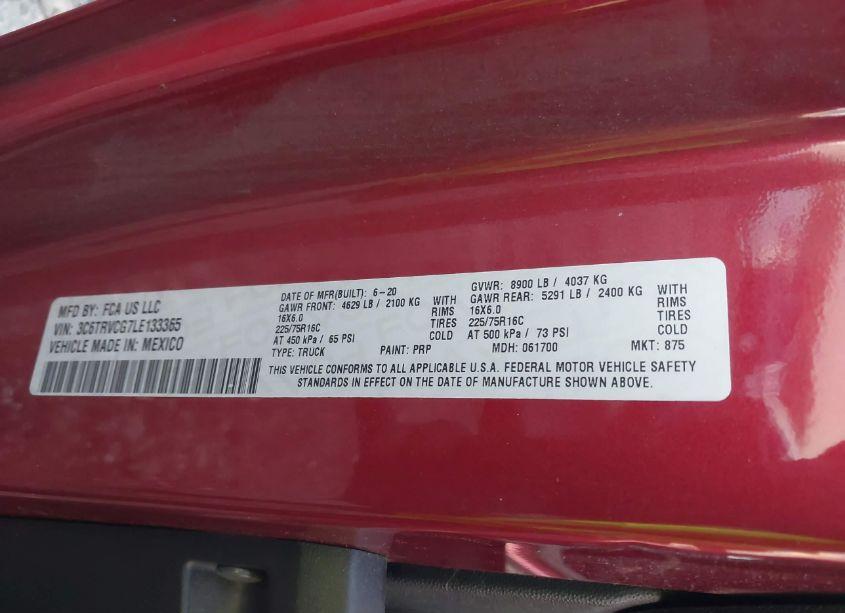 MFD BY: FCA US LLC
VIN: 3C6TRVCG7LE133365
VEHICLE MADE IN: MEXICO
DATE OF MFR(BUILT): 6-20
GAWR FRONT: 4629 LB / 2100 KG WITH
16X6.0 RIMS
225/75R16C TIRES
AT 450 kPa / 65 PSI COLD
GVWR: 8900 LB / 4037 KG
GAWR REAR: 5291 LB / 2400 KG WITH
16X6.0 RIMS
225/75R16C TIRES
AT 500 kPa / 73 PSI COLD
TYPE: TRUCK PAINT: PRP MDH: 061700 MKT: 875
THIS VEHICLE CONFORMS TO ALL APPLICABLE U.S.A. FEDERAL MOTOR VEHICLE SAFETY
STANDARDS IN EFFECT ON THE DATE OF MANUFACTURE SHOWN ABOVE.